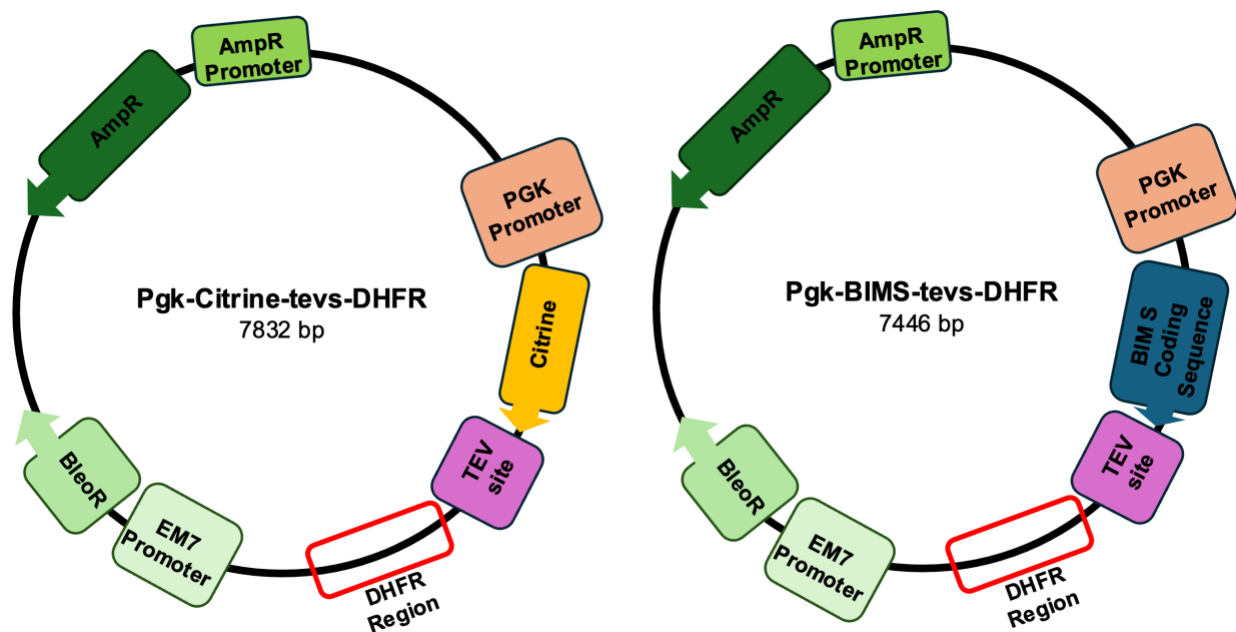 AmpR
Promoter
AmpR
PGK
Promoter
Pgk-Citrine-tevs-DHFR
7832 bp
Citrine
TEV
site
DHFR
Region
EM7
Promoter
BleoR
AmpR
Promoter
AmpR
PGK
Promoter
Pgk-BIMS-tevs-DHFR
7446 bp
BIM S
Coding
Sequence
TEV
site
DHFR
Region
EM7
Promoter
BleoR